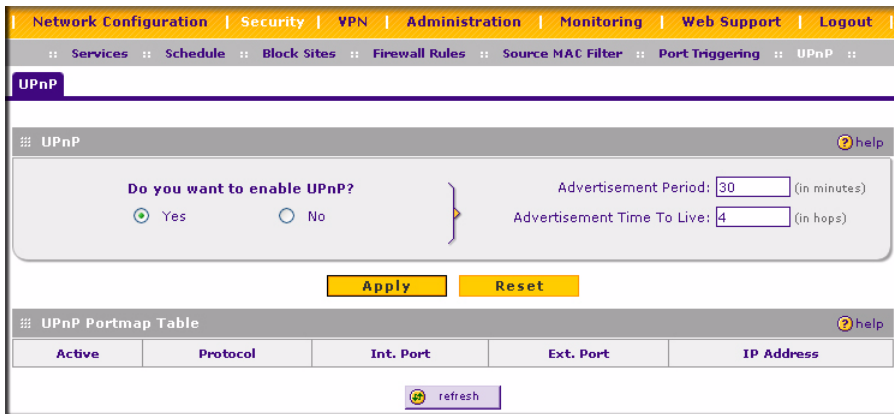 Network Configuration | Security | VPN | Administration | Monitoring | Web Support | Logout
:: Services :: Schedule :: Block Sites :: Firewall Rules :: Source MAC Filter :: Port Triggering :: UPnP ::
UPnP
UPnP ? help
Do you want to enable UPnP?
Yes No
Advertisement Period: 30 (in minutes)
Advertisement Time To Live: 4 (in hops)
Apply Reset
UPnP Portmap Table ? help
Active Protocol Int. Port Ext. Port IP Address
refresh